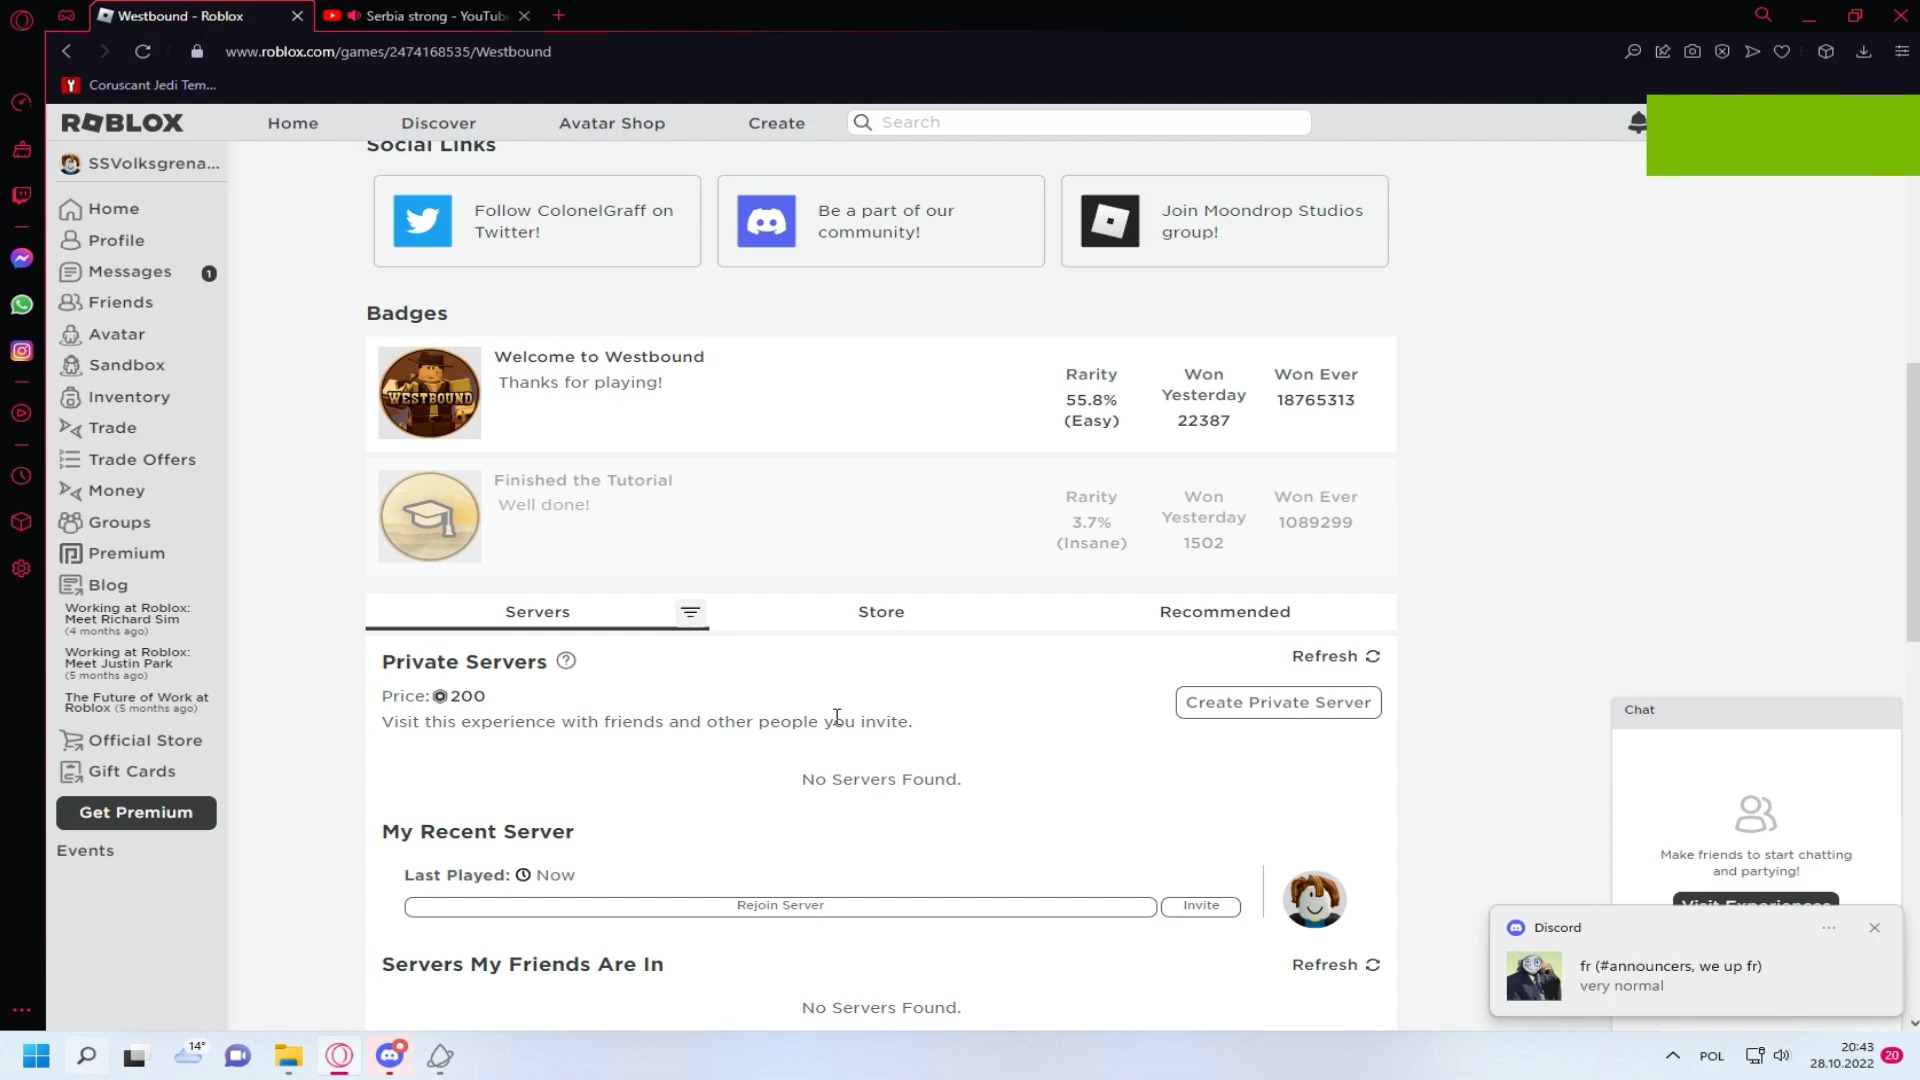 Westbound - Roblox
Serbia strong - YouTub
www.roblox.com/games/2474168535/Westbound
Coruscant Jedi Tem...
ROBLOX
Home
Discover
Avatar Shop
Create
Search
SSVolksgrena...
Home
Profile
Messages
1
Friends
Avatar
Sandbox
Inventory
Trade
Trade Offers
Money
Groups
Premium
Blog
Working at Roblox:
Meet Richard Sim
(4 months ago)
Working at Roblox:
Meet Justin Park
(5 months ago)
The Future of Work at
Roblox (5 months ago)
Official Store
Gift Cards
Get Premium
Events
Social Links
Follow ColonelGraff on
Twitter!
Be a part of our
community!
Join Moondrop Studios
group!
Badges
WESTBOUND
Welcome to Westbound
Thanks for playing!
Rarity
55.8%
(Easy)
Won
Yesterday
22387
Won Ever
18765313
Finished the Tutorial
Well done!
Rarity
3.7%
(Insane)
Won
Yesterday
1502
Won Ever
1089299
Servers
Store
Recommended
Private Servers
Refresh
Price: 200
Create Private Server
Visit this experience with friends and other people you invite.
No Servers Found.
My Recent Server
Last Played: Now
Rejoin Server
Invite
Servers My Friends Are In
Refresh
No Servers Found.
Chat
Make friends to start chatting
and partying!
Visit Experiences
Discord
fr (#announcers, we up fr)
very normal
14°
POL
20:43
28.10.2022
20